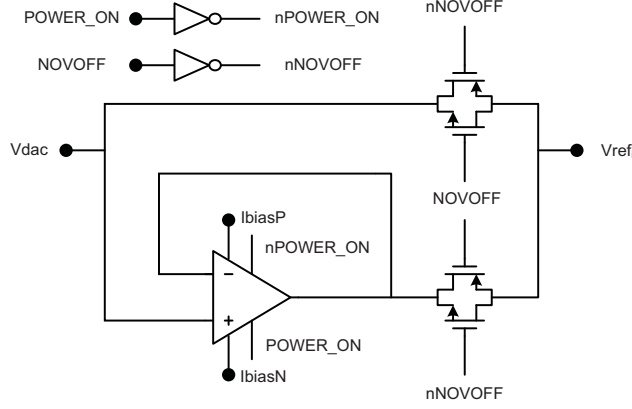 POWER_ON nPOWER_ON
nNOVOFF
NOVOFF nNOVOFF
Vdac
Vref
NOVOFF
IbiasP
nPOWER_ON
−
+
POWER_ON
IbiasN
nNOVOFF